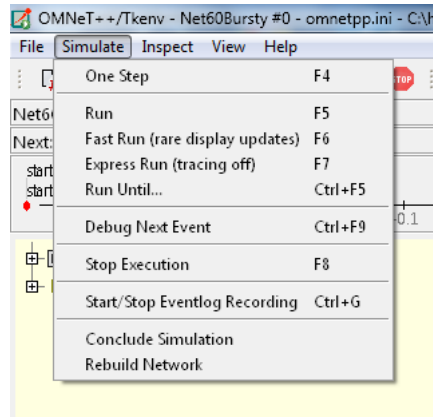 OMNeT++/Tkenv - Net60Bursty #0 - omnetpp.ini - C:\
File Simulate Inspect View Help
One Step F4
STOP
Run F5
Fast Run (rare display updates) F6
Next:
Express Run (tracing off) F7
start
Run Until... Ctrl+F5
start
-0.1
Debug Next Event Ctrl+F9
Stop Execution F8
Start/Stop Eventlog Recording Ctrl+G
Conclude Simulation
Rebuild Network